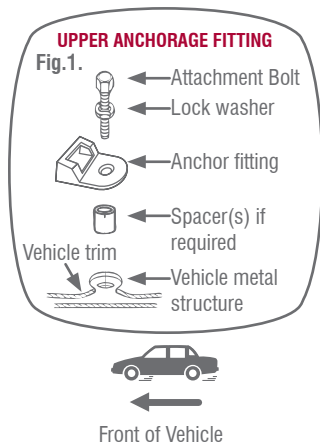 UPPER ANCHORAGE FITTING
Fig.1.
Attachment Bolt
Lock washer
Anchor fitting
Spacer(s) if
required
Vehicle trim
Vehicle metal
structure
Front of Vehicle